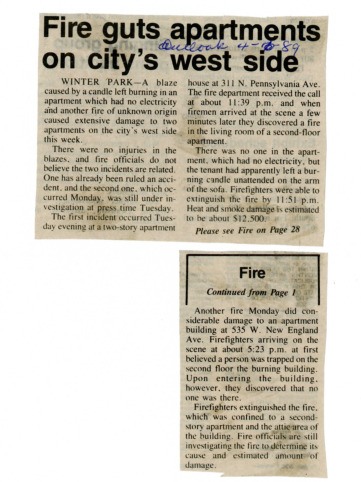 Fire guts apartments
Outlook 4-6-89
on city's west side
WINTER PARK—A blaze
caused by a candle left burning in an
apartment which had no electricity
and another fire of unknown origin
caused extensive damage to two
apartments on the city's west side
this week.
There were no injuries in the
blazes, and fire officials do not
believe the two incidents are related.
One has already been ruled an acci-
dent, and the second one, which oc-
curred Monday, was still under in-
vestigation at press time Tuesday.
The first incident occurred Tues-
day evening at a two-story apartment
house at 311 N. Pennsylvania Ave.
The fire department received the call
at about 11:39 p.m. and when
firemen arrived at the scene a few
minutes later they discovered a fire
in the living room of a second-floor
apartment.
There was no one in the apart-
ment, which had no electricity, but
the tenant had apparently left a bur-
ning candle unattended on the arm
of the sofa. Firefighters were able to
extinguish the fire by 11:51 p.m.
Heat and smoke damage is estimated
to be about $12,500.
Please see Fire on Page 28
Fire
Continued from Page 1
Another fire Monday did con-
siderable damage to an apartment
building at 535 W. New England
Ave. Firefighters arriving on the
scene at about 5:23 p.m. at first
believed a person was trapped on the
second floor the burning building.
Upon entering the building,
however, they discovered that no
one was there.
Firefighters extinguished the fire,
which was confined to a second-
story apartment and the attic area of
the building. Fire officials are still
investigating the fire to determine its
cause and estimated amount of
damage.